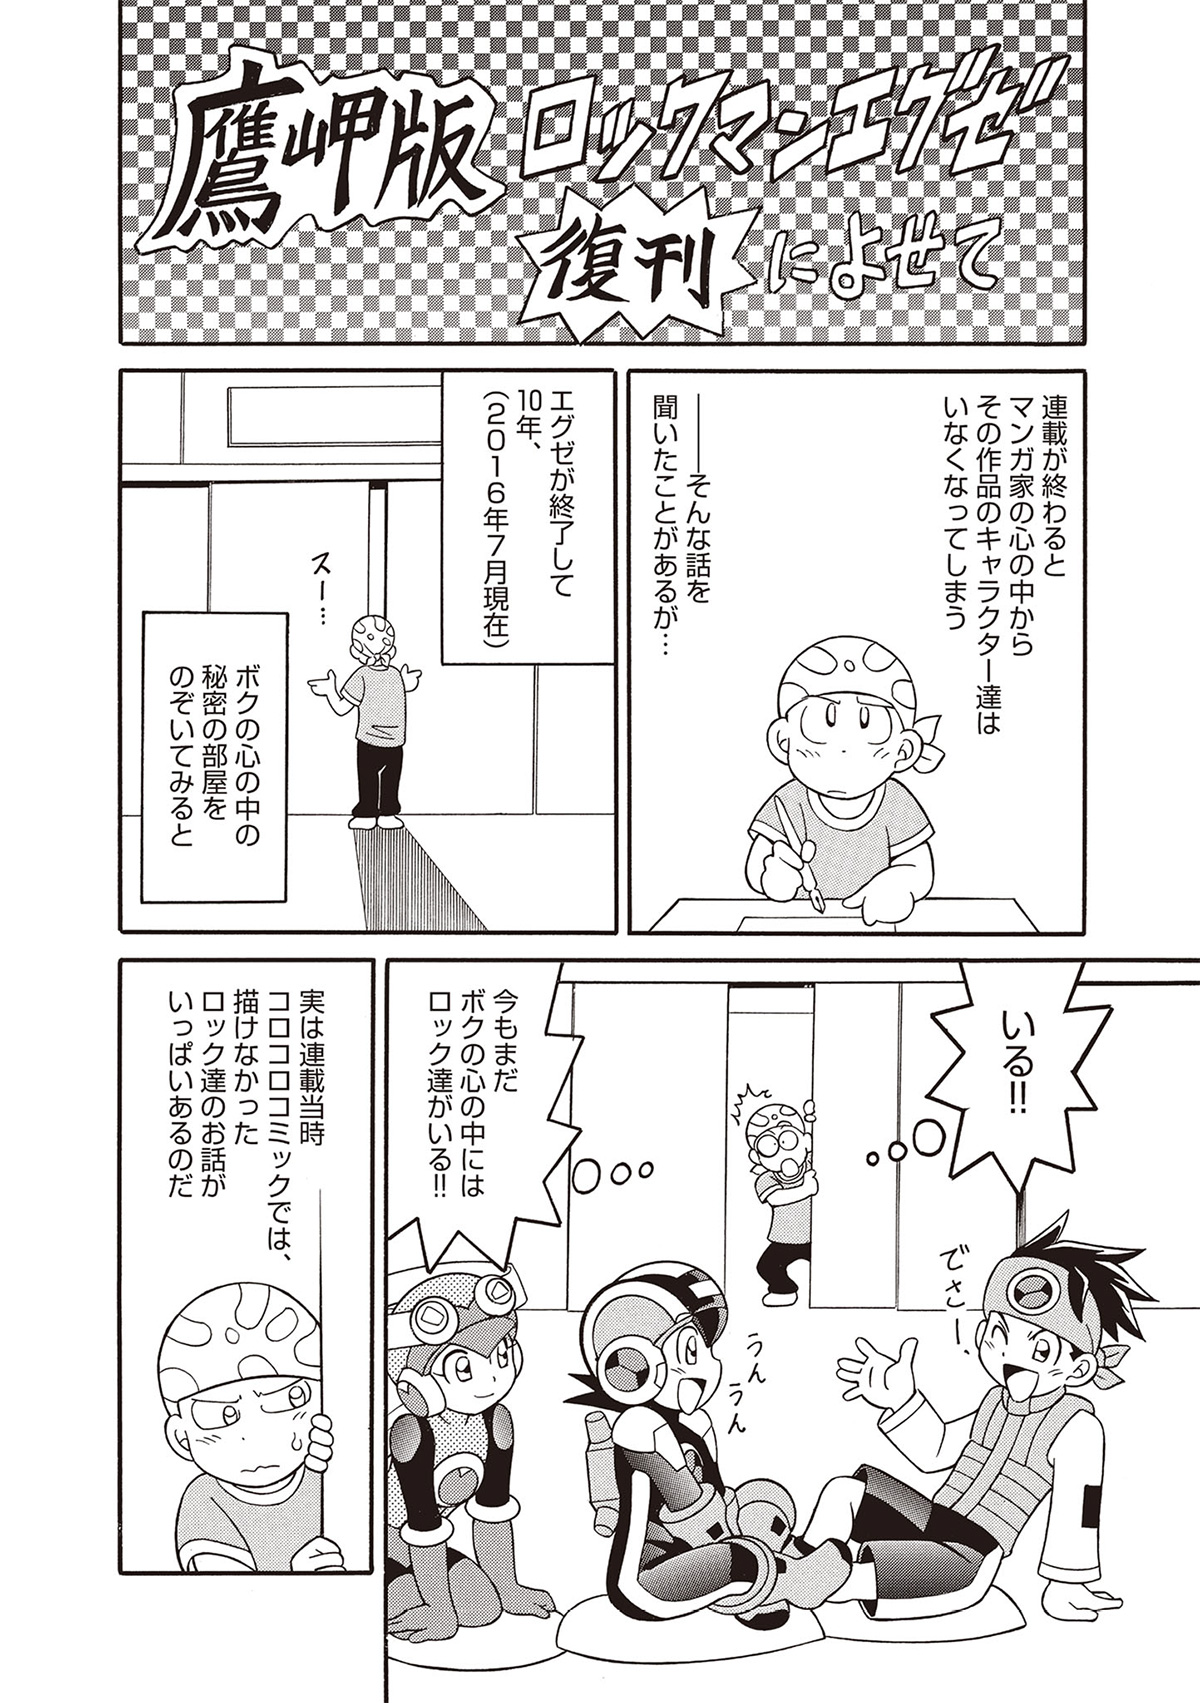 鷹岬版 ロックマンエグゼ
復刊によせて
連載が終わると
マンガ家の心の中から
その作品のキャラクター達は
いなくなってしまう
――そんな話を
聞いたことがあるが…
エグゼが終了して
10年、
(2016年7月現在)
スー…
ボクの心の中の
秘密の部屋を
のぞいてみると
いる!!
でさー、
うんうん
今もまだ
ボクの心の中には
ロック達がいる!!
実は連載当時
コロコロコミックでは、
描けなかった
ロック達のお話が
いっぱいあるのだ